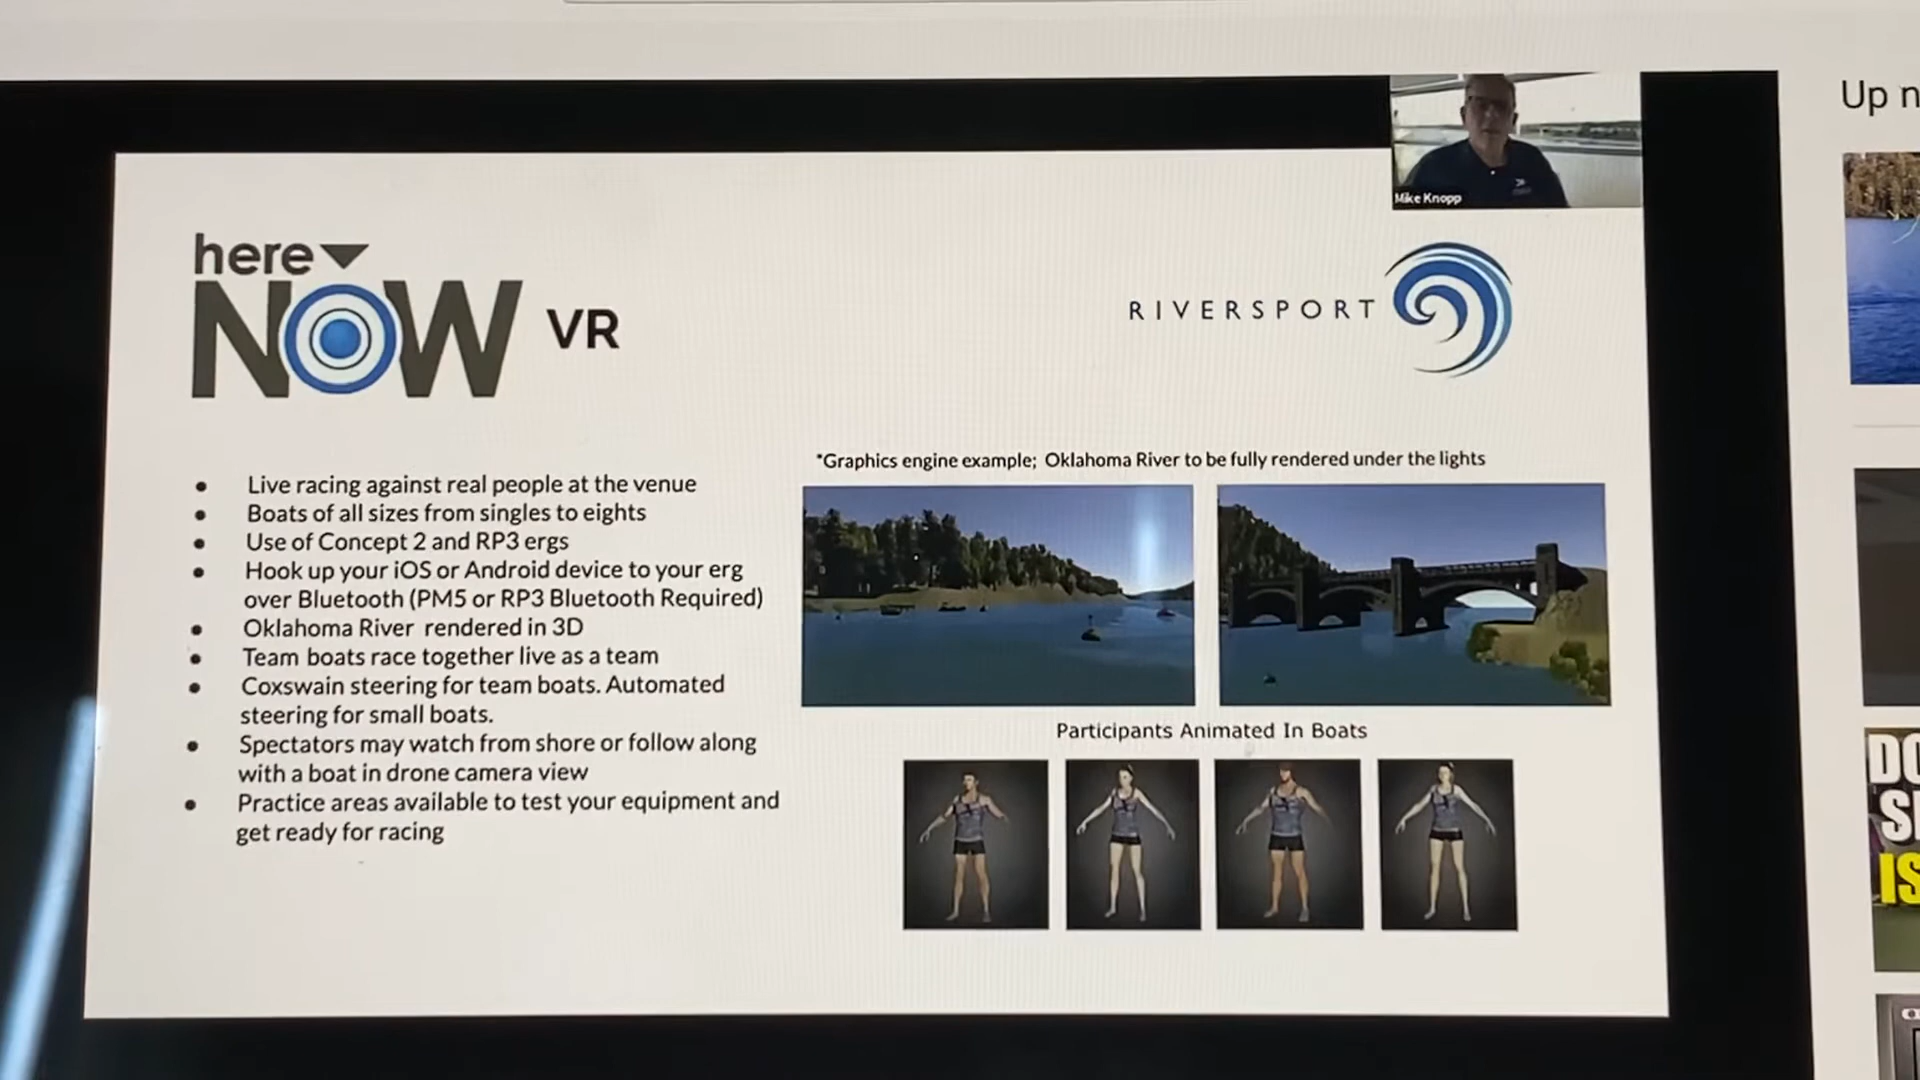 Up n
Mike Knopp
here
NOW VR
RIVERSPORT
*Graphics engine example; Oklahoma River to be fully rendered under the lights
● Live racing against real people at the venue
● Boats of all sizes from singles to eights
● Use of Concept 2 and RP3 ergs
● Hook up your iOS or Android device to your erg
over Bluetooth (PM5 or RP3 Bluetooth Required)
● Oklahoma River rendered in 3D
● Team boats race together live as a team
● Coxswain steering for team boats. Automated
steering for small boats.
● Spectators may watch from shore or follow along
with a boat in drone camera view
● Practice areas available to test your equipment and
get ready for racing
Participants Animated In Boats
DO
S
IS